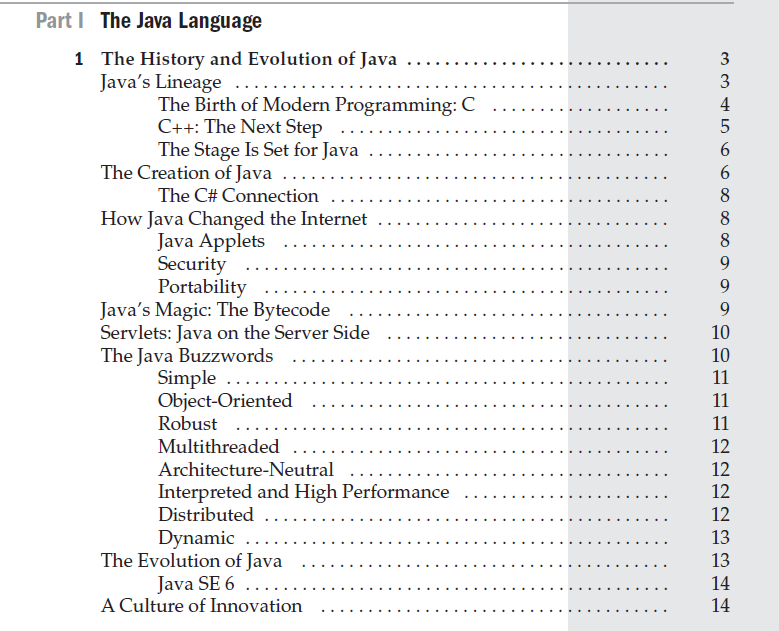 Part I The Java Language
1 The History and Evolution of Java . . . . . . . . . . . . . . . . . . . . . . . . . . . . 3
Java's Lineage . . . . . . . . . . . . . . . . . . . . . . . . . . . . . . . . . . . . . . . . . . . . . . 3
The Birth of Modern Programming: C . . . . . . . . . . . . . . . . . . . 4
C++: The Next Step . . . . . . . . . . . . . . . . . . . . . . . . . . . . . . . . . . . 5
The Stage Is Set for Java . . . . . . . . . . . . . . . . . . . . . . . . . . . . . . . . 6
The Creation of Java . . . . . . . . . . . . . . . . . . . . . . . . . . . . . . . . . . . . . . . . . 6
The C# Connection . . . . . . . . . . . . . . . . . . . . . . . . . . . . . . . . . . . . 8
How Java Changed the Internet . . . . . . . . . . . . . . . . . . . . . . . . . . . . . . . 8
Java Applets . . . . . . . . . . . . . . . . . . . . . . . . . . . . . . . . . . . . . . . . . 8
Security . . . . . . . . . . . . . . . . . . . . . . . . . . . . . . . . . . . . . . . . . . . . . 9
Portability . . . . . . . . . . . . . . . . . . . . . . . . . . . . . . . . . . . . . . . . . . . 9
Java's Magic: The Bytecode . . . . . . . . . . . . . . . . . . . . . . . . . . . . . . . . . . 9
Servlets: Java on the Server Side . . . . . . . . . . . . . . . . . . . . . . . . . . . . . . 10
The Java Buzzwords . . . . . . . . . . . . . . . . . . . . . . . . . . . . . . . . . . . . . . . . 10
Simple . . . . . . . . . . . . . . . . . . . . . . . . . . . . . . . . . . . . . . . . . . . . . . . 11
Object-Oriented . . . . . . . . . . . . . . . . . . . . . . . . . . . . . . . . . . . . . . 11
Robust . . . . . . . . . . . . . . . . . . . . . . . . . . . . . . . . . . . . . . . . . . . . . . 11
Multithreaded . . . . . . . . . . . . . . . . . . . . . . . . . . . . . . . . . . . . . . . . 12
Architecture-Neutral . . . . . . . . . . . . . . . . . . . . . . . . . . . . . . . . . . 12
Interpreted and High Performance . . . . . . . . . . . . . . . . . . . . . . 12
Distributed . . . . . . . . . . . . . . . . . . . . . . . . . . . . . . . . . . . . . . . . . . . 12
Dynamic . . . . . . . . . . . . . . . . . . . . . . . . . . . . . . . . . . . . . . . . . . . . . 13
The Evolution of Java . . . . . . . . . . . . . . . . . . . . . . . . . . . . . . . . . . . . . . . 13
Java SE 6 . . . . . . . . . . . . . . . . . . . . . . . . . . . . . . . . . . . . . . . . . . . . . 14
A Culture of Innovation . . . . . . . . . . . . . . . . . . . . . . . . . . . . . . . . . . . . . 14